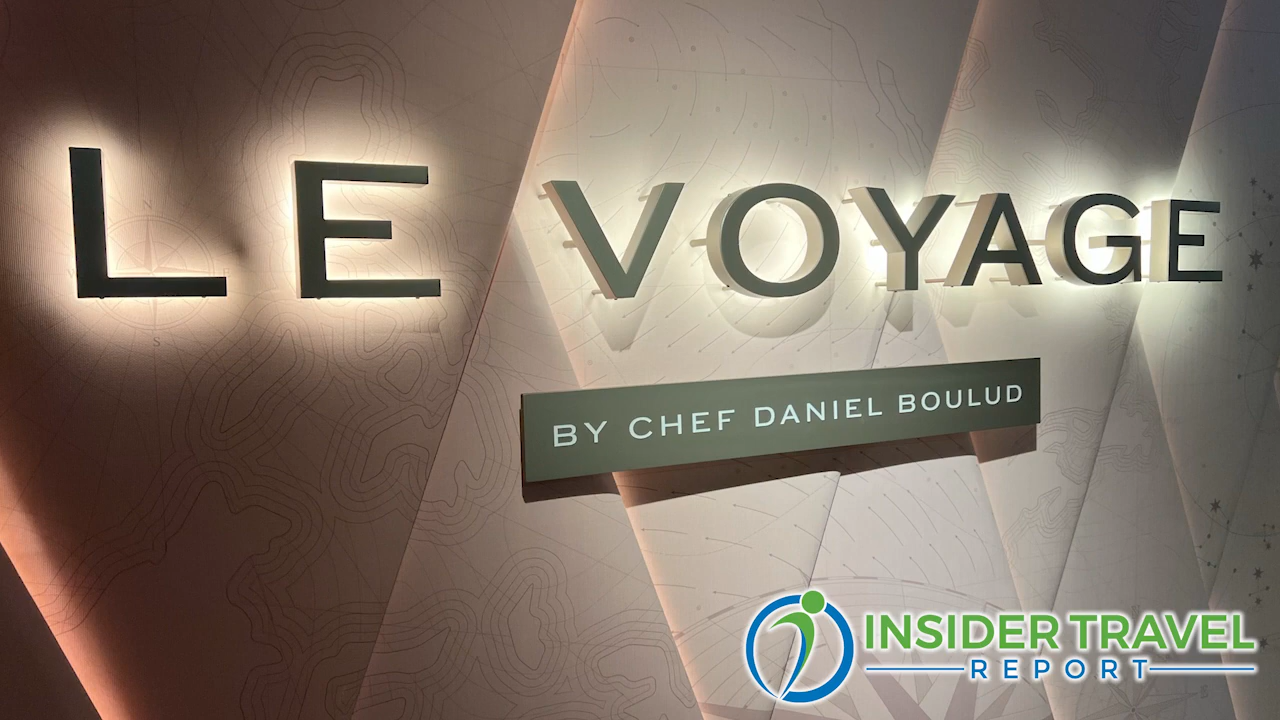 LE VOYAGE
BY CHEF DANIEL BOULUD
N
S
INSIDER TRAVEL
REPORT